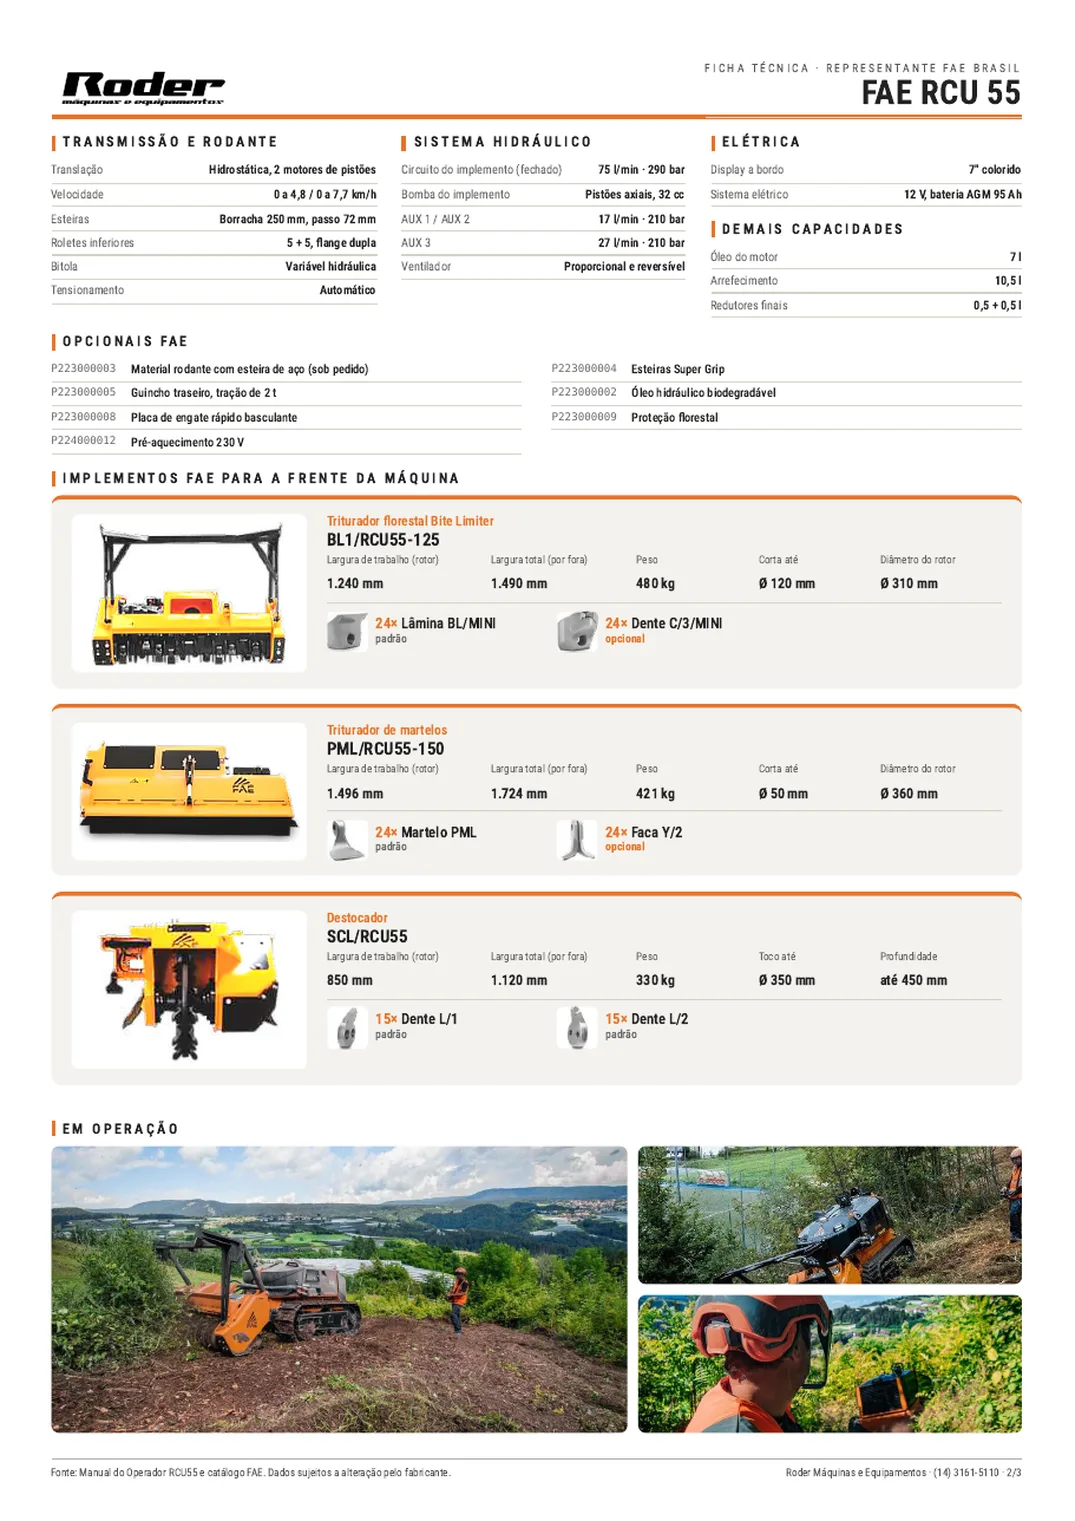 Roder
máquinas e equipamentos
FICHA TÉCNICA · REPRESENTANTE FAE BRASIL
FAE RCU 55
TRANSMISSÃO E RODANTE
Translação Hidrostática, 2 motores de pistões
Velocidade 0 a 4,8 / 0 a 7,7 km/h
Esteiras Borracha 250 mm, passo 72 mm
Roletes inferiores 5 + 5, flange dupla
Bitola Variável hidráulica
Tensionamento Automático
SISTEMA HIDRÁULICO
Circuito do implemento (fechado) 75 l/min · 290 bar
Bomba do implemento Pistões axiais, 32 cc
AUX 1 / AUX 2 17 l/min · 210 bar
AUX 3 27 l/min · 210 bar
Ventilador Proporcional e reversível
ELÉTRICA
Display a bordo 7" colorido
Sistema elétrico 12 V, bateria AGM 95 Ah
DEMAIS CAPACIDADES
Óleo do motor 7 l
Arrefecimento 10,5 l
Redutores finais 0,5 + 0,5 l
OPCIONAIS FAE
P223000003 Material rodante com esteira de aço (sob pedido)
P223000005 Guincho traseiro, tração de 2 t
P223000008 Placa de engate rápido basculante
P224000012 Pré-aquecimento 230 V
P223000004 Esteiras Super Grip
P223000002 Óleo hidráulico biodegradável
P223000009 Proteção florestal
IMPLEMENTOS FAE PARA A FRENTE DA MÁQUINA
Triturador florestal Bite Limiter
BL1/RCU55-125
Largura de trabalho (rotor) Largura total (por fora) Peso Corta até Diâmetro do rotor
1.240 mm 1.490 mm 480 kg Ø 120 mm Ø 310 mm
24× Lâmina BL/MINI
padrão
24× Dente C/3/MINI
opcional
Triturador de martelos
PML/RCU55-150
Largura de trabalho (rotor) Largura total (por fora) Peso Corta até Diâmetro do rotor
1.496 mm 1.724 mm 421 kg Ø 50 mm Ø 360 mm
24× Martelo PML
padrão
24× Faca Y/2
opcional
FAE
Destocador
SCL/RCU55
Largura de trabalho (rotor) Largura total (por fora) Peso Toco até Profundidade
850 mm 1.120 mm 330 kg Ø 350 mm até 450 mm
15× Dente L/1
padrão
15× Dente L/2
padrão
FAE
EM OPERAÇÃO
FAE
Fonte: Manual do Operador RCU55 e catálogo FAE. Dados sujeitos a alteração pelo fabricante.
Roder Máquinas e Equipamentos · (14) 3161-5110 · 2/3